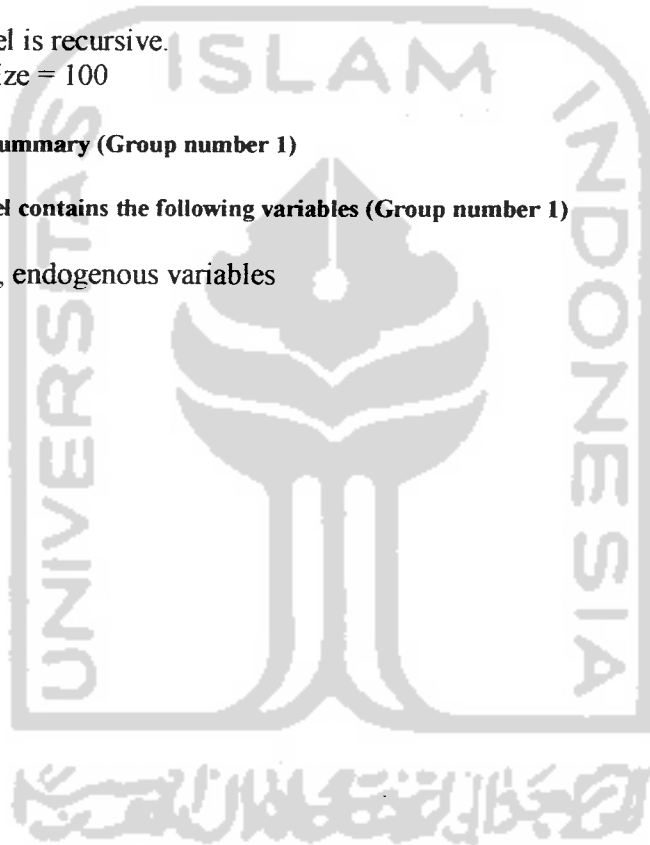 el is recursive.
ize = 100
ummary (Group number 1)
el contains the following variables (Group number 1)
, endogenous variables
ISLAM
UNIVERSITAS
INDONESIA